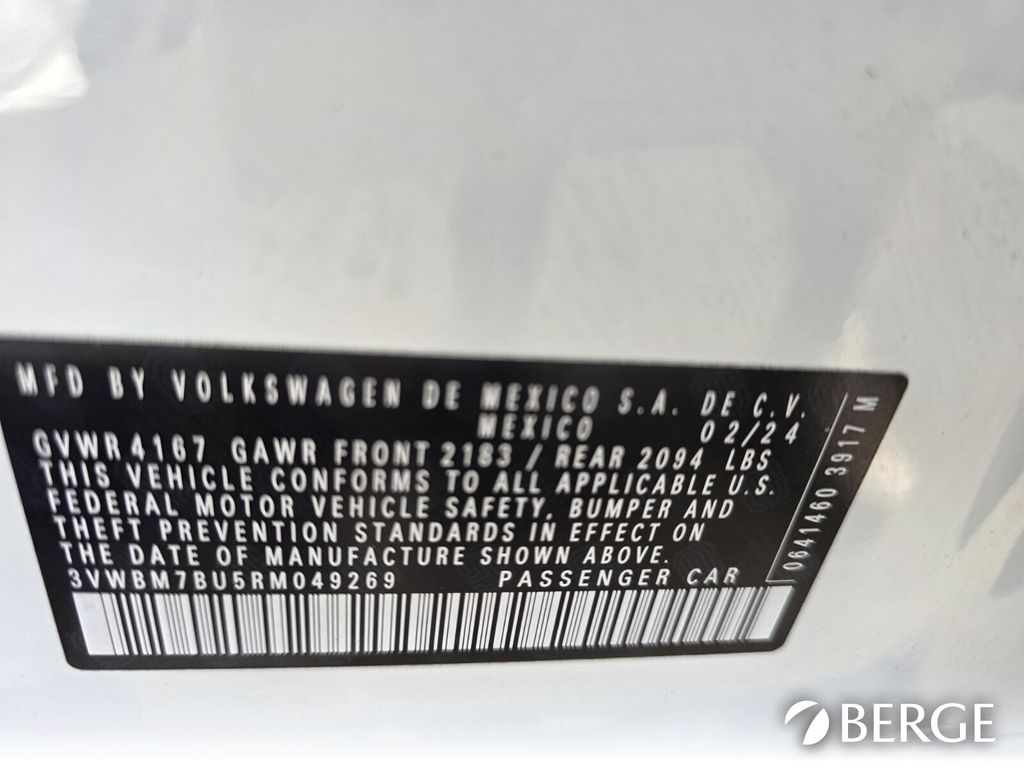 MFD BY VOLKSWAGEN DE MEXICO S.A. DE C.V.
MEXICO 02/24
GVWR 4167 GAWR FRONT 2183 / REAR 2094 LBS
THIS VEHICLE CONFORMS TO ALL APPLICABLE U.S.
FEDERAL MOTOR VEHICLE SAFETY, BUMPER AND
THEFT PREVENTION STANDARDS IN EFFECT ON
THE DATE OF MANUFACTURE SHOWN ABOVE.
3VWBM7BU5RM049269 PASSENGER CAR
0641460 3917 M
BERGE